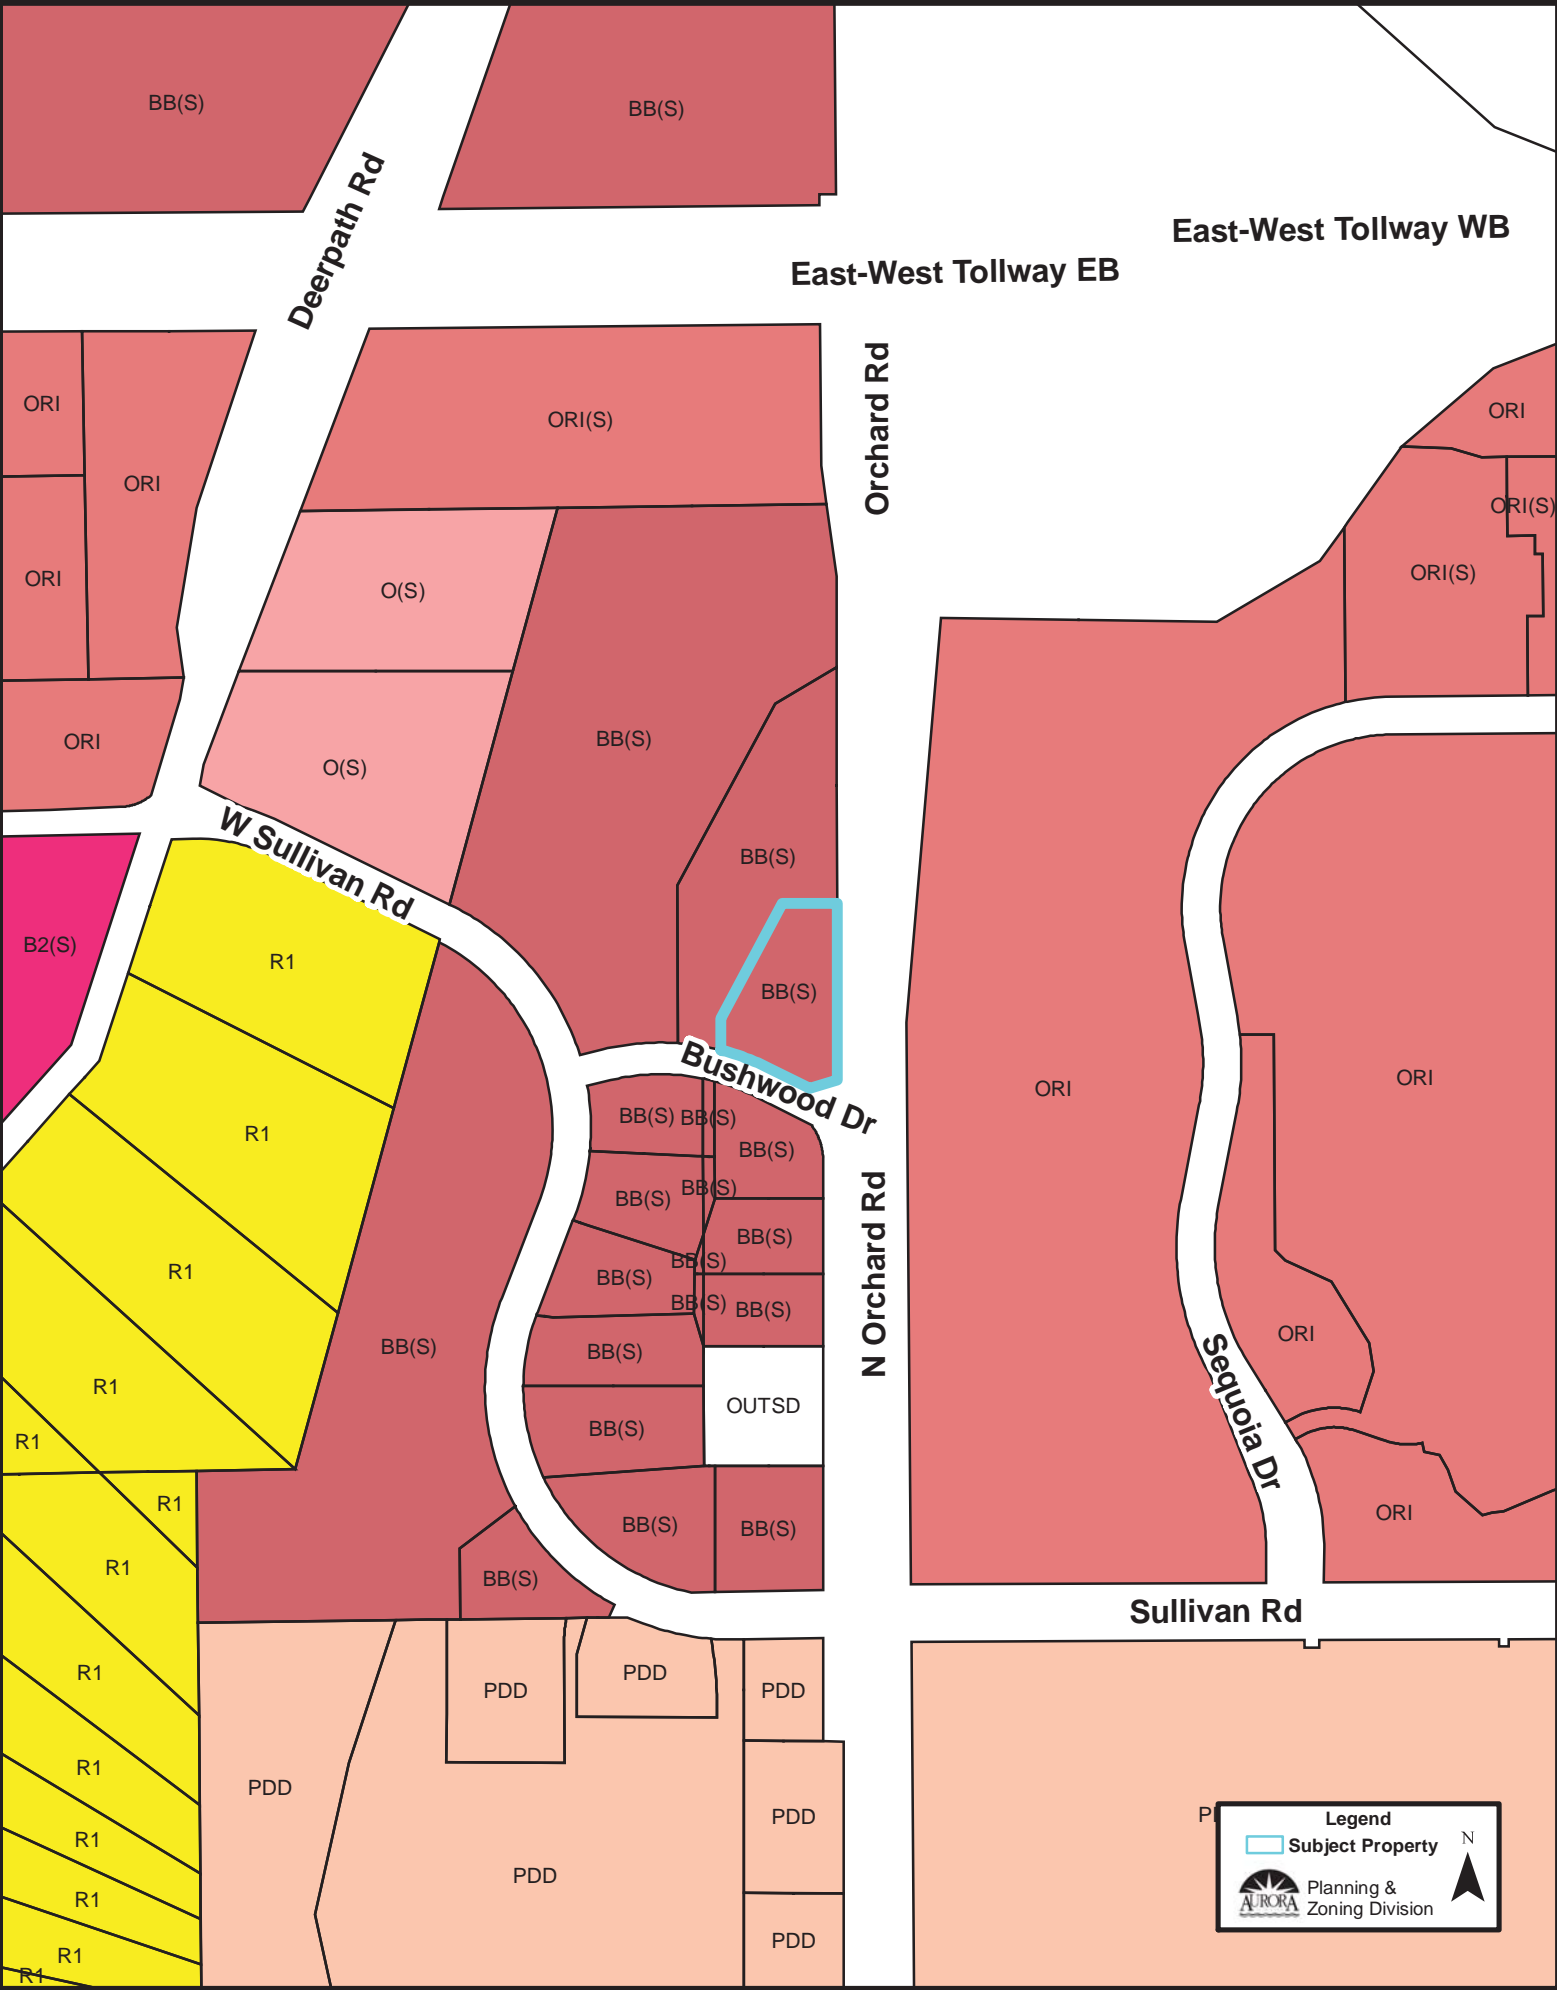 BB(S)
BB(S)
Deerpath Rd
East-West Tollway WB
East-West Tollway EB
Orchard Rd
ORI
ORI(S)
ORI
ORI
ORI(S)
ORI
O(S)
ORI(S)
ORI
BB(S)
ORI
O(S)
W Sullivan Rd
BB(S)
B2(S)
R1
BB(S)
Bushwood Dr
ORI
ORI
BB(S)
BB(S)
R1
BB(S)
BB(S)
BB(S)
N Orchard Rd
BB(S)
BB(S)
R1
BB(S)
BB(S)
BB(S)
ORI
BB(S)
BB(S)
Sequoia Dr
R1
OUTSD
BB(S)
R1
R1
BB(S)
BB(S)
ORI
R1
BB(S)
Sullivan Rd
R1
PDD
PDD
PDD
R1
PDD
PDD
P
R1
PDD
R1
PDD
R1
R1
R1
Legend
Subject Property
N
AURORA
Planning &
Zoning Division